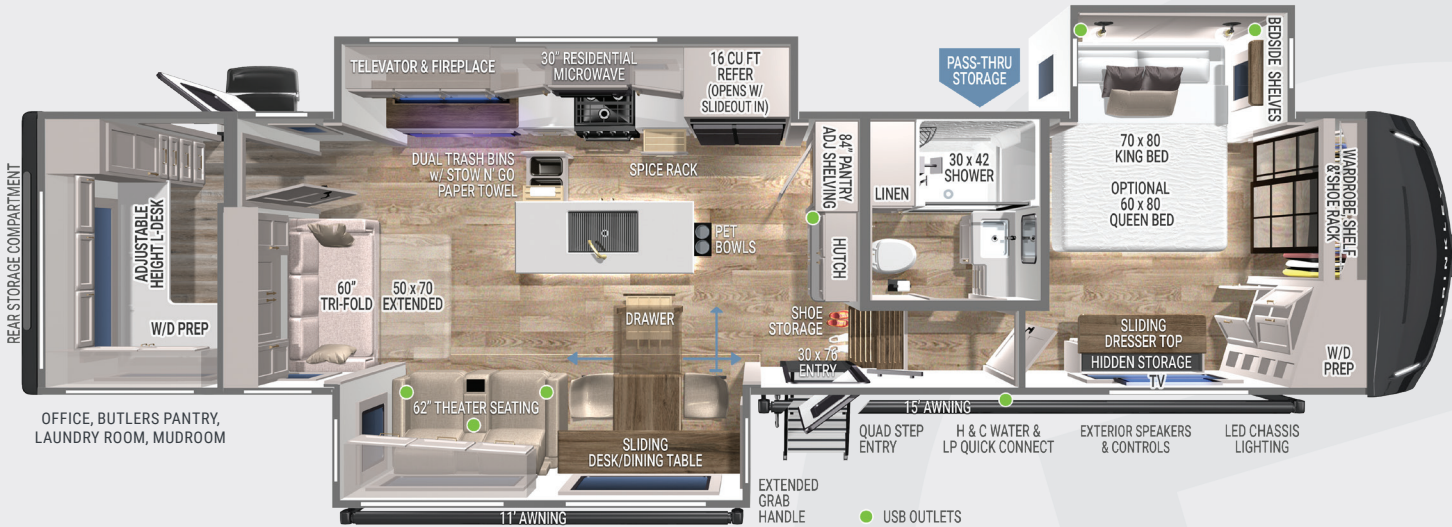 REAR STORAGE COMPARTMENT
TELEVATOR & FIREPLACE
30" RESIDENTIAL
MICROWAVE
16 CU FT
REFER
(OPENS W/
SLIDEOUT IN)
PASS-THRU
STORAGE
BEDSIDE SHELVES
DUAL TRASH BINS
w/ STOW N' GO
PAPER TOWEL
SPICE RACK
84" PANTRY
ADJ SHELVING
LINEN
30 x 42
SHOWER
70 x 80
KING BED
OPTIONAL
60 x 80
QUEEN BED
WARDROBE, SHELF
& SHOE RACK
ADJUSTABLE
HEIGHT L-DESK
W/D PREP
60"
TRI-FOLD
50 x 70
EXTENDED
PET
BOWLS
HUTCH
DRAWER
SHOE
STORAGE
30 x 76
ENTRY
SLIDING
DRESSER TOP
HIDDEN STORAGE
TV
W/D
PREP
62" THEATER SEATING
SLIDING
DESK/DINING TABLE
OFFICE, BUTLERS PANTRY,
LAUNDRY ROOM, MUDROOM
15' AWNING
QUAD STEP
ENTRY
H & C WATER &
LP QUICK CONNECT
EXTERIOR SPEAKERS
& CONTROLS
LED CHASSIS
LIGHTING
EXTENDED
GRAB
HANDLE
11' AWNING
USB OUTLETS